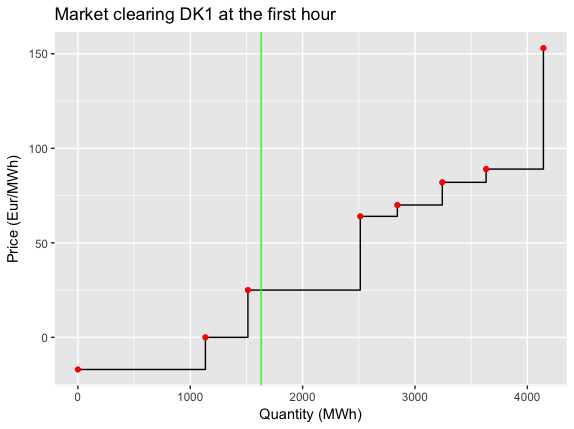 Market clearing DK1 at the first hour
150
100
50
0
Price (Eur/MWh)
0 1000 2000 3000 4000
Quantity (MWh)